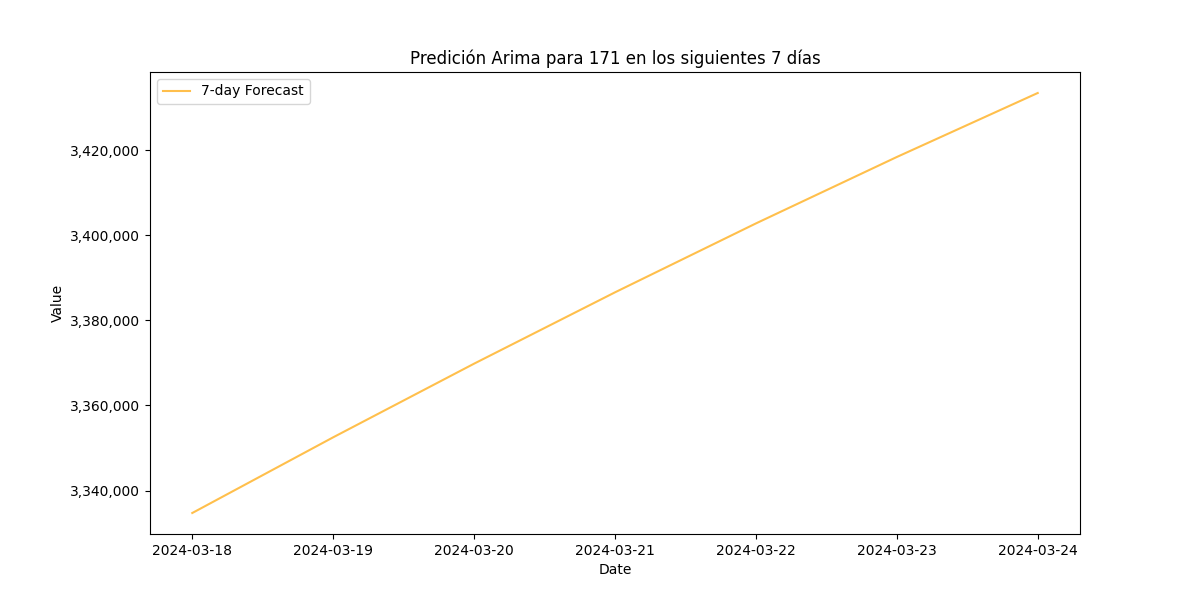 Predición Arima para 171 en los siguientes 7 días
7-day Forecast
3,420,000
3,400,000
3,380,000
3,360,000
3,340,000
Value
2024-03-18 2024-03-19 2024-03-20 2024-03-21 2024-03-22 2024-03-23 2024-03-24
Date